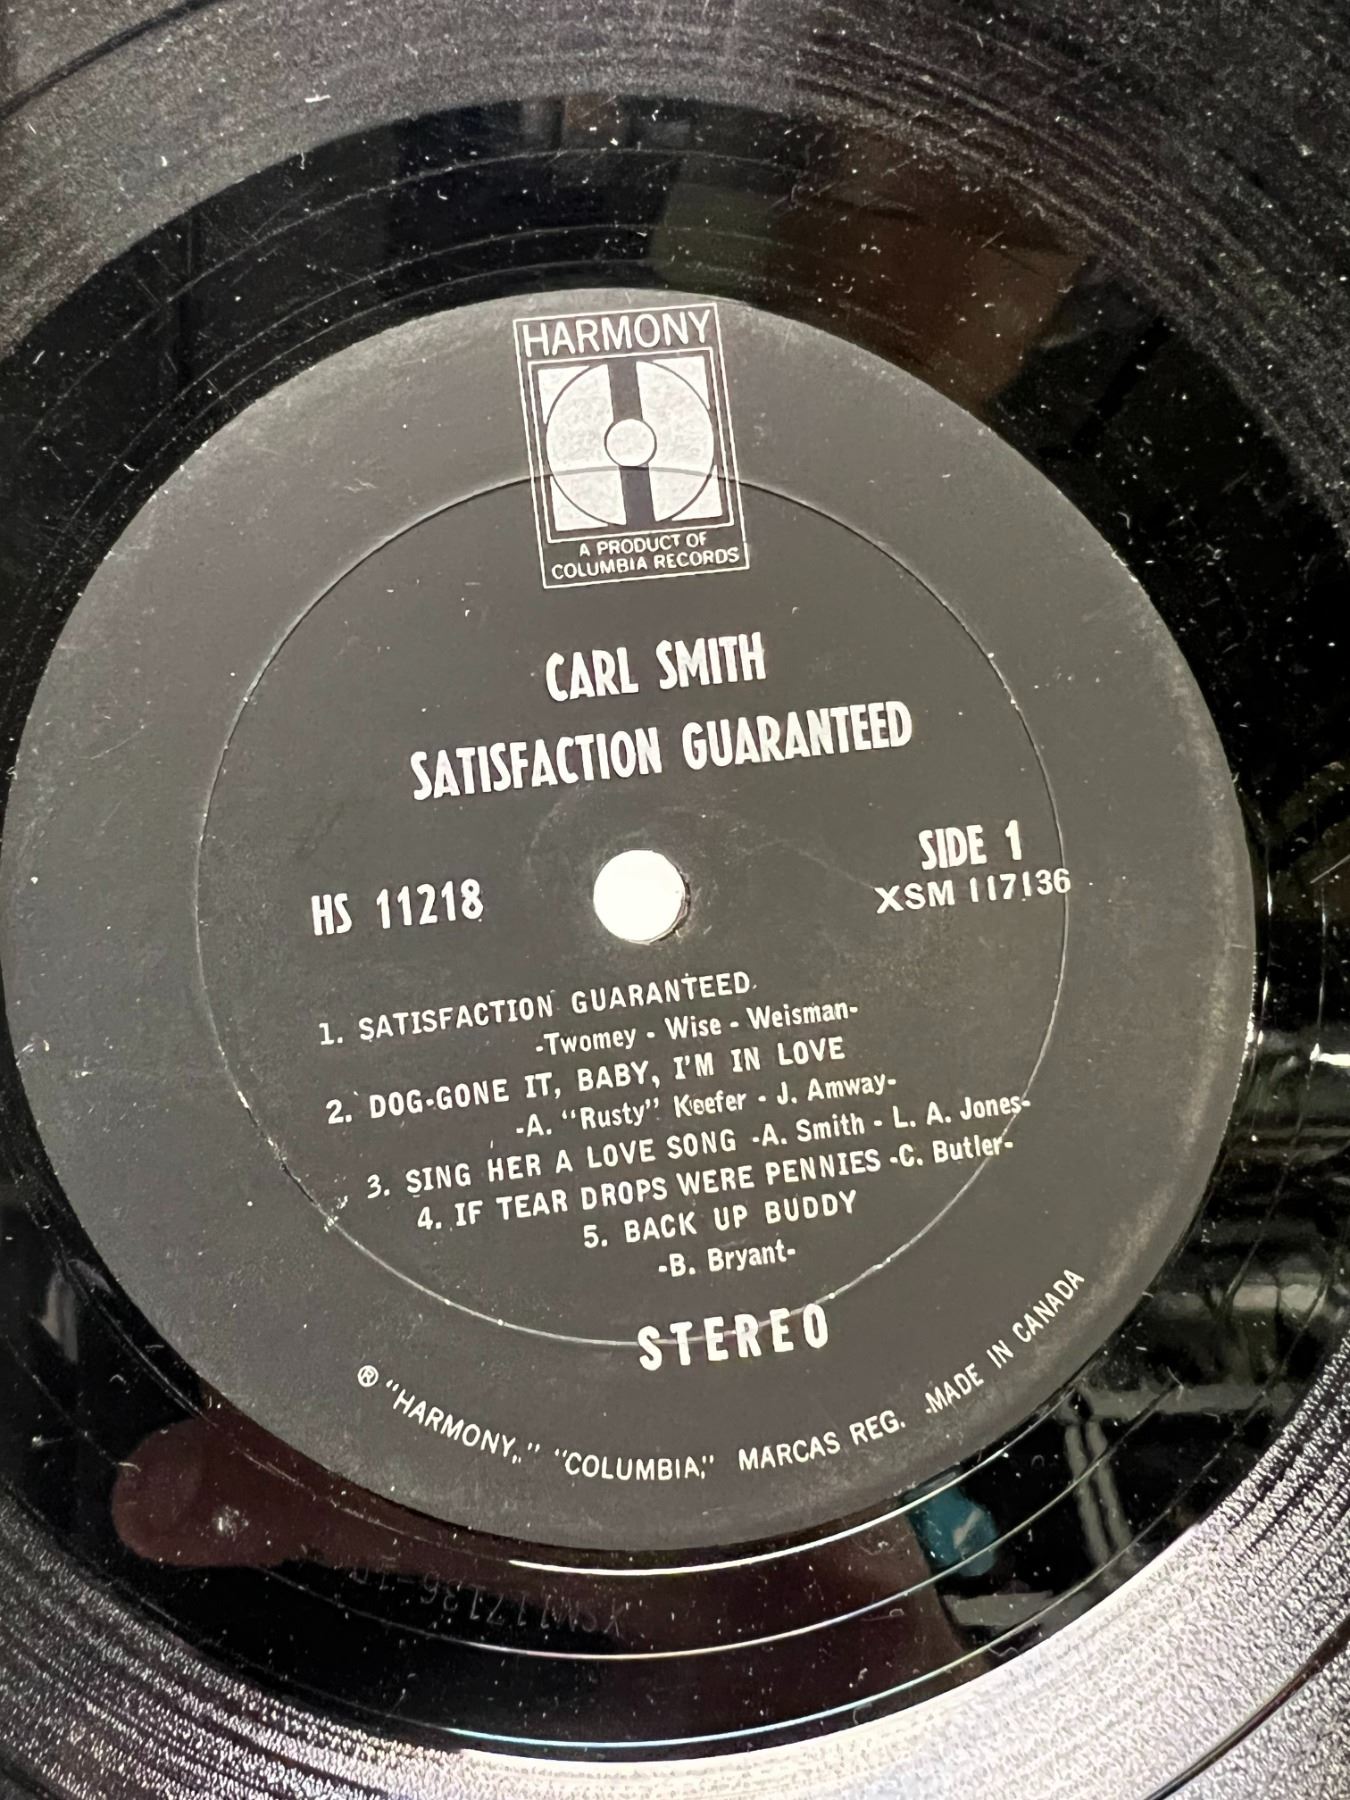 HARMONY
A PRODUCT OF
COLUMBIA RECORDS
CARL SMITH
SATISFACTION GUARANTEED
SIDE 1
HS 11218
XSM 117136
1. SATISFACTION GUARANTEED.
-Twomey - Wise - Weisman-
2. DOG-GONE IT, BABY, I'M IN LOVE
-A. "Rusty" Keefer - J. Amway-
3. SING HER A LOVE SONG -A. Smith - L. A. Jones-
4. IF TEAR DROPS WERE PENNIES -C. Butler-
5. BACK UP BUDDY
-B. Bryant-
STEREO
® "HARMONY," "COLUMBIA," MARCAS REG. MADE IN CANADA